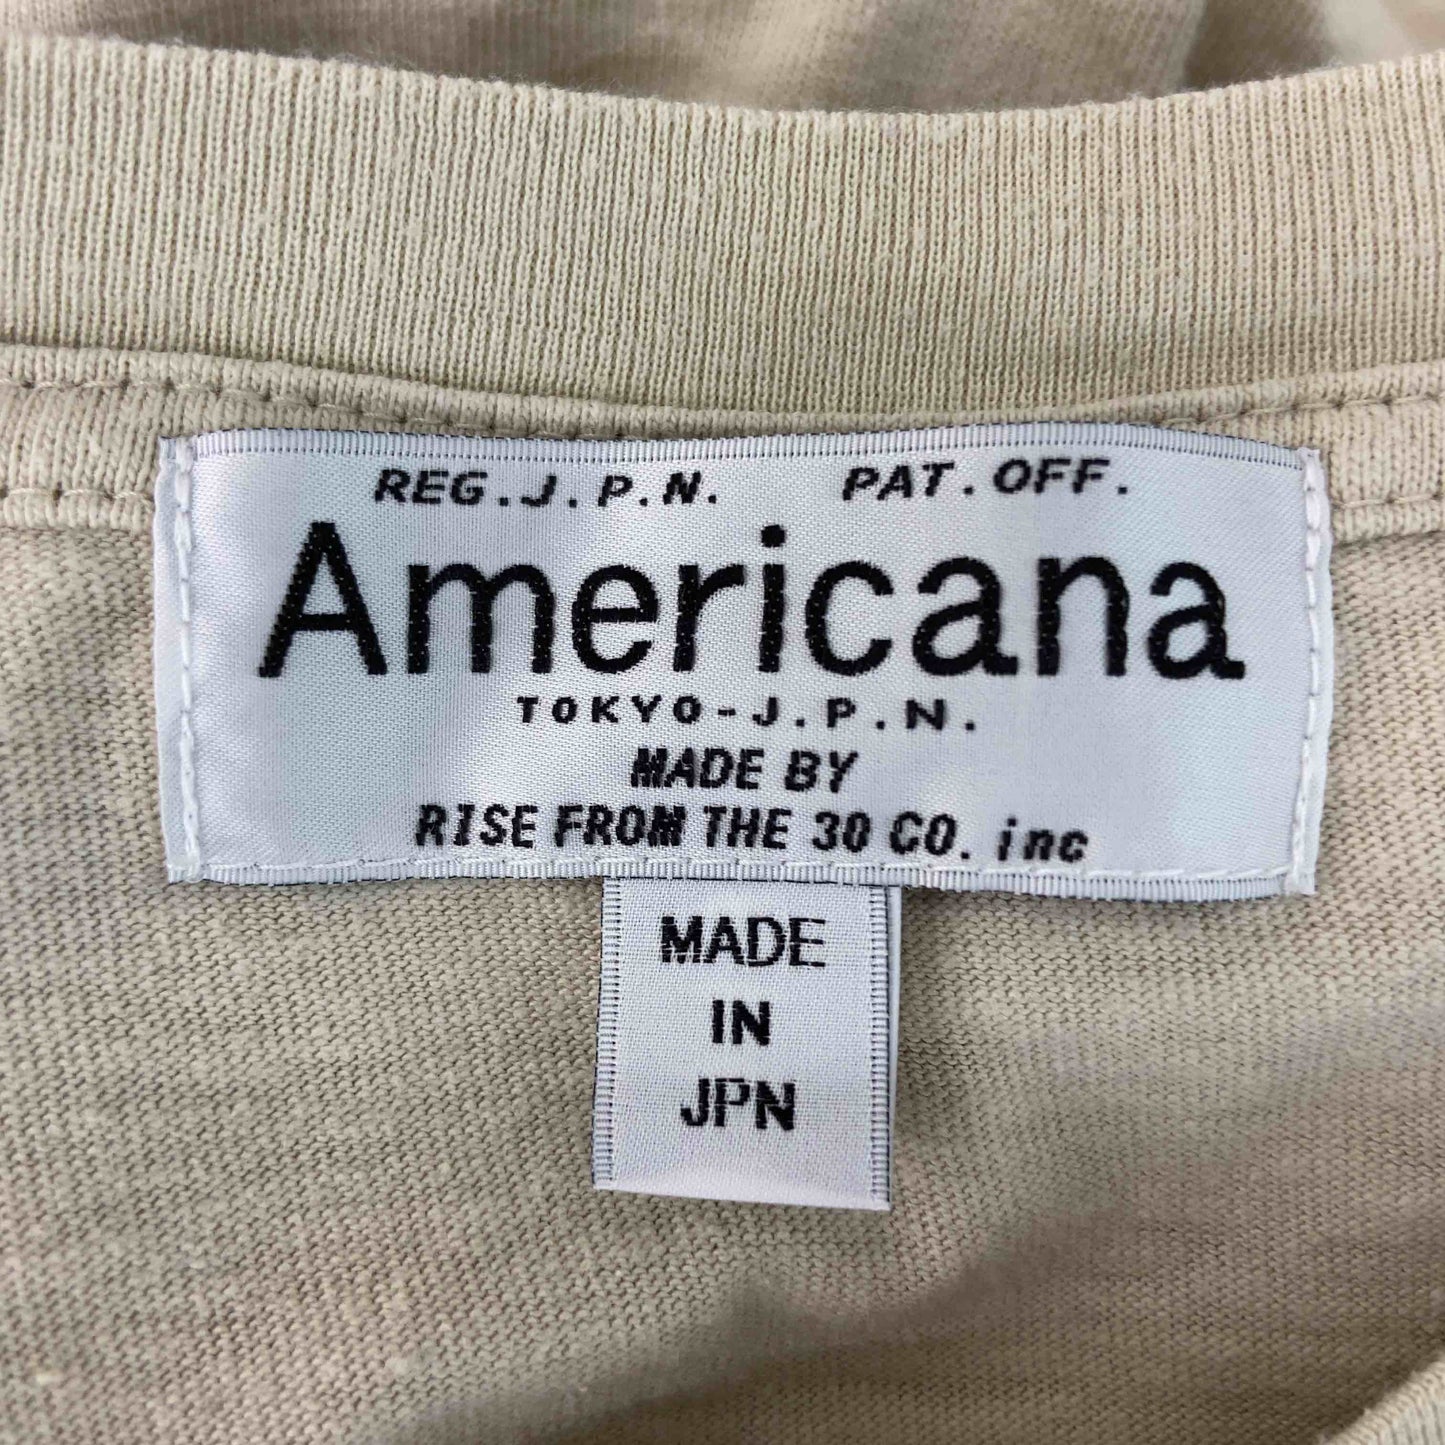 REG.J.P.N. PAT.OFF.
Americana
TOKYO-J.P.N.
MADE BY
RISE FROM THE 30 CO. inc
MADE
IN
JPN